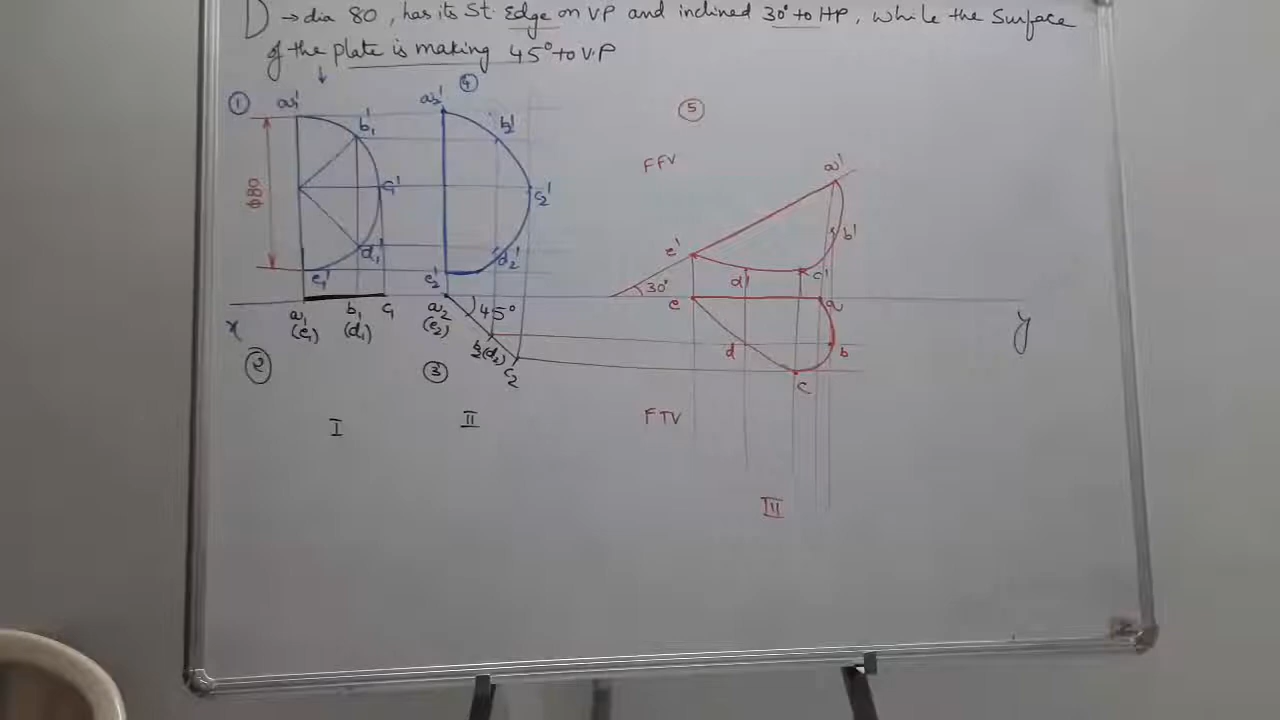 D → dia 80, has its St. Edge on VP and inclined 30° to HP, while the Surface
of the plate is making 45° to V.P
① ④ ⑤
a₁' b₁' c₁' d₁' e₁'
φ80
a₂' b₂' c₂' d₂' e₂'
FFV
a' b' c' d' e'
30°
x y
a₁ (e₁) b₁ (d₁) c₁
a₂ (e₂) 45° b₂(d₂) c₂
e a d b c
② ③
I II
FTV
III